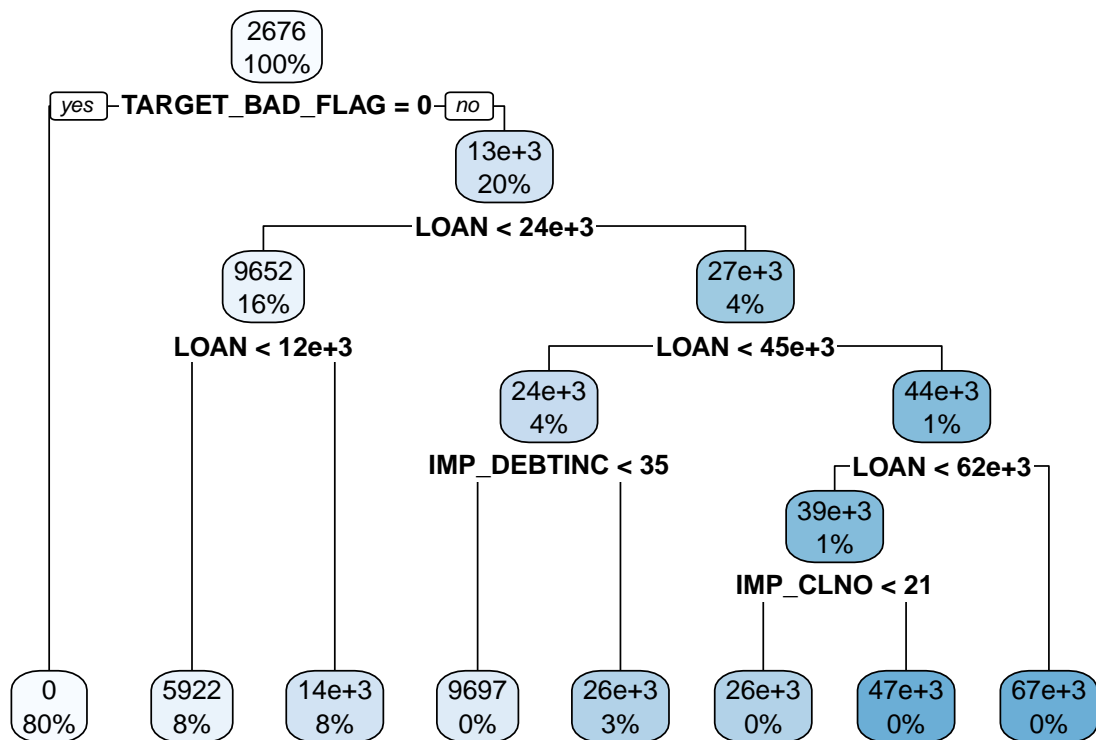 2676
100%
yes TARGET_BAD_FLAG = 0 no
13e+3
20%
LOAN < 24e+3
9652 27e+3
16% 4%
LOAN < 12e+3 LOAN < 45e+3
24e+3 44e+3
4% 1%
IMP_DEBTINC < 35 LOAN < 62e+3
39e+3
1%
IMP_CLNO < 21
0 5922 14e+3 9697 26e+3 26e+3 47e+3 67e+3
80% 8% 8% 0% 3% 0% 0% 0%